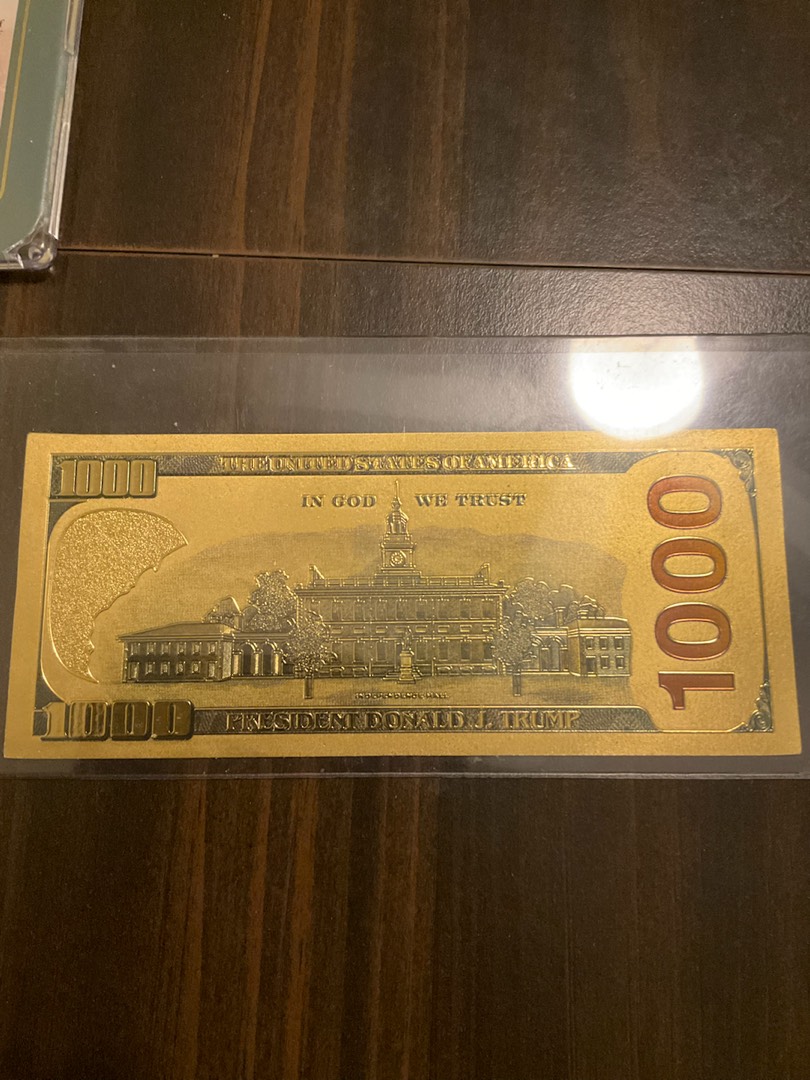 1000
THE UNITED STATES OF AMERICA
IN GOD WE TRUST
1000
INDEPENDENCE HALL
1000
PRESIDENT DONALD J. TRUMP